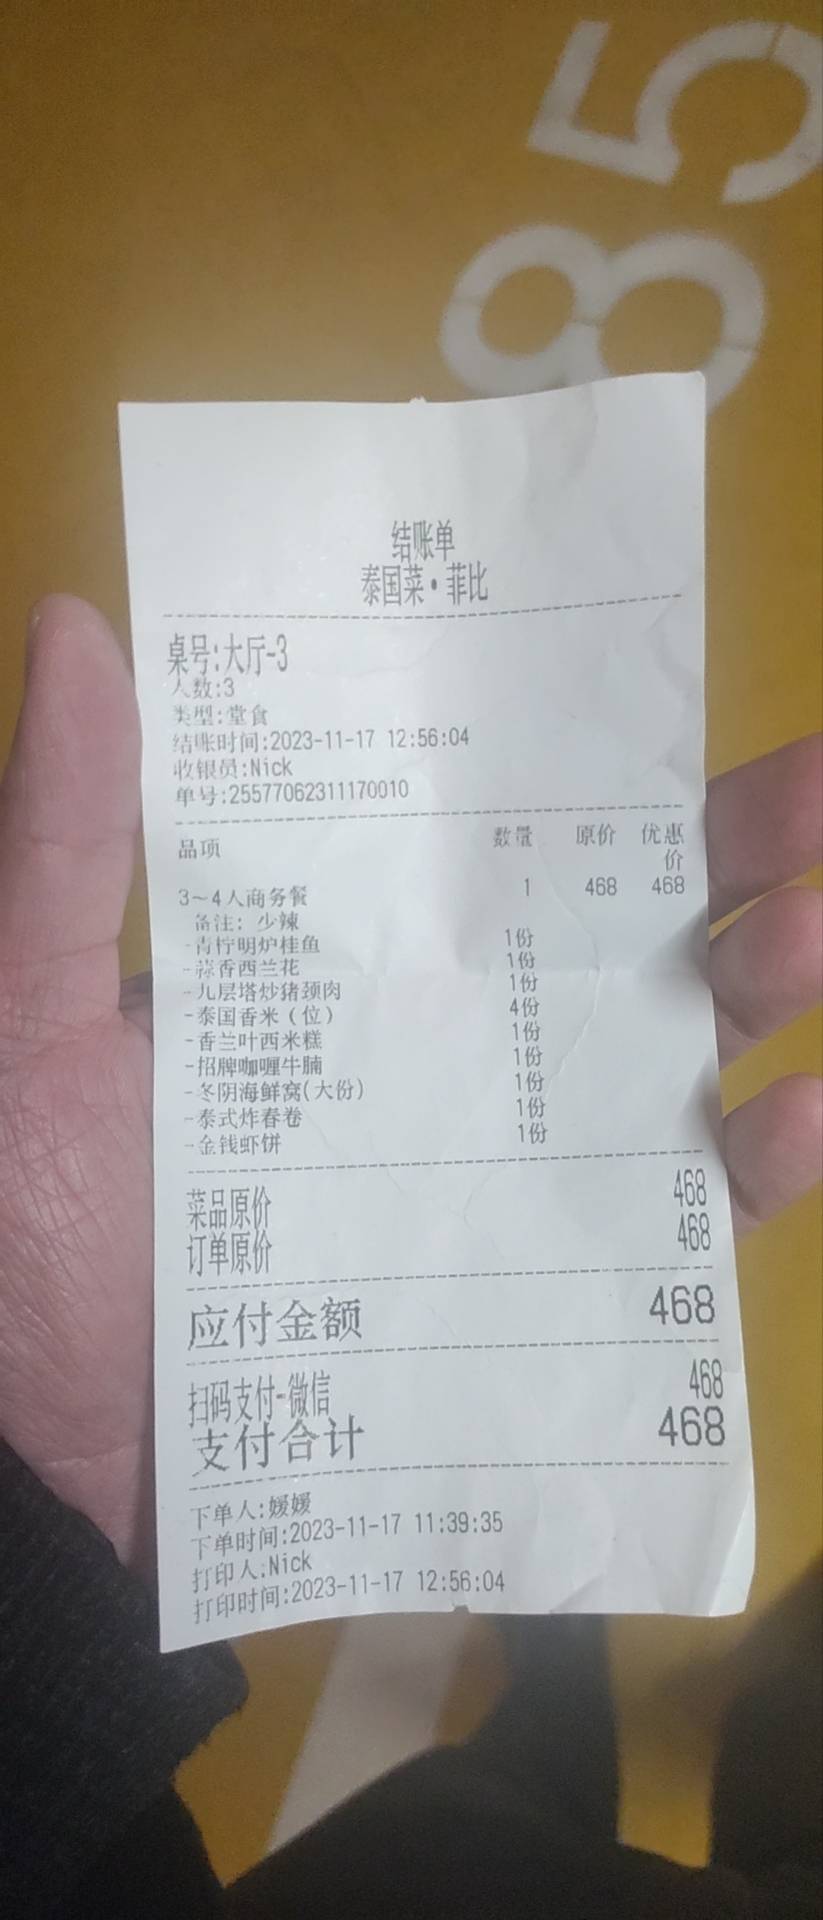 85
结账单
泰国菜·菲比
桌号:大厅-3
人数:3
类型:堂食
结账时间:2023-11-17 12:56:04
收银员:Nick
单号:25577062311170010
品项 数量 原价 优惠价
3~4人商务餐 1 468 468
备注: 少辣
-青柠明炉桂鱼 1份
-蒜香西兰花 1份
-九层塔炒猪颈肉 1份
-泰国香米(位) 4份
-香兰叶西米糕 1份
-招牌咖喱牛腩 1份
-冬阴海鲜窝(大份) 1份
-泰式炸春卷 1份
-金钱虾饼 1份
菜品原价 468
订单原价 468
应付金额 468
扫码支付-微信 468
支付合计 468
下单人:媛媛
下单时间:2023-11-17 11:39:35
打印人:Nick
打印时间:2023-11-17 12:56:04